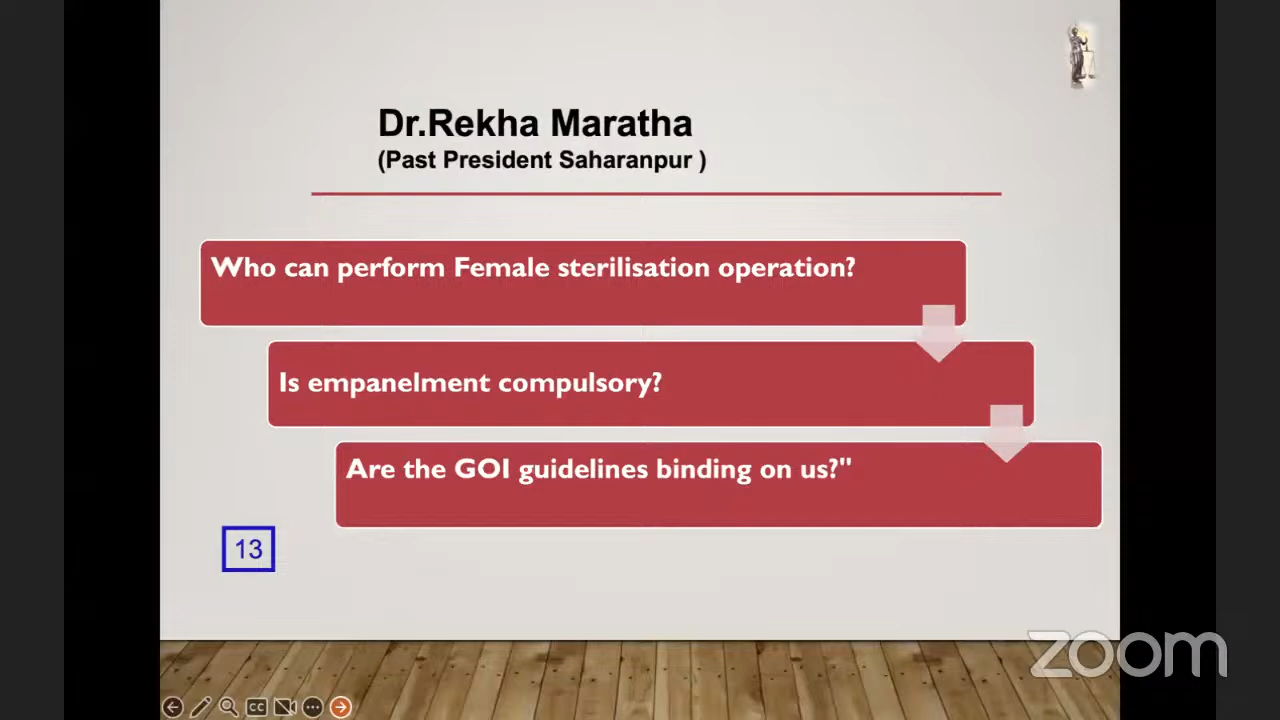 Dr.Rekha Maratha
(Past President Saharanpur )
Who can perform Female sterilisation operation?
Is empanelment compulsory?
Are the GOI guidelines binding on us?"
13
zoom
CC